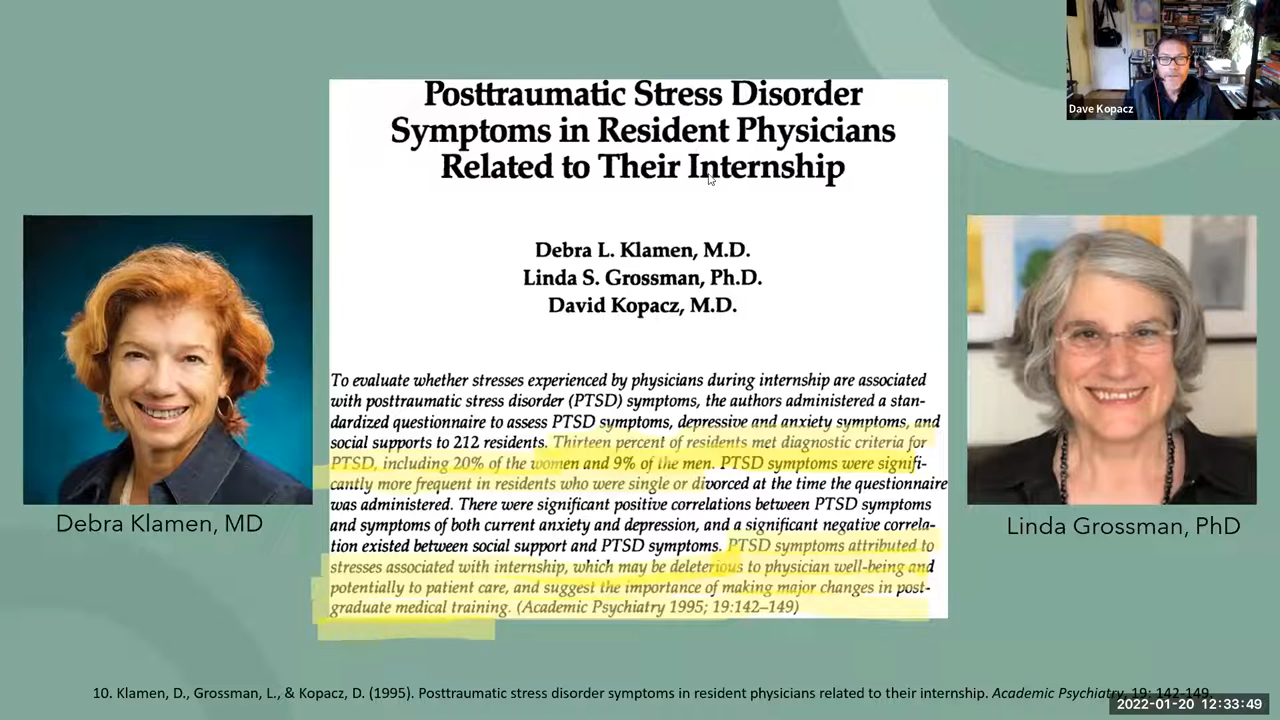 Posttraumatic Stress Disorder
Symptoms in Resident Physicians
Related to Their Internship
Dave Kopacz
Debra L. Klamen, M.D.
Linda S. Grossman, Ph.D.
David Kopacz, M.D.
To evaluate whether stresses experienced by physicians during internship are associated
with posttraumatic stress disorder (PTSD) symptoms, the authors administered a stan-
dardized questionnaire to assess PTSD symptoms, depressive and anxiety symptoms, and
social supports to 212 residents. Thirteen percent of residents met diagnostic criteria for
PTSD, including 20% of the women and 9% of the men. PTSD symptoms were signifi-
cantly more frequent in residents who were single or divorced at the time the questionnaire
was administered. There were significant positive correlations between PTSD symptoms
and symptoms of both current anxiety and depression, and a significant negative correla-
tion existed between social support and PTSD symptoms. PTSD symptoms attributed to
stresses associated with internship, which may be deleterious to physician well-being and
potentially to patient care, and suggest the importance of making major changes in post-
graduate medical training. (Academic Psychiatry 1995; 19:142–149)
Debra Klamen, MD
Linda Grossman, PhD
10. Klamen, D., Grossman, L., & Kopacz, D. (1995). Posttraumatic stress disorder symptoms in resident physicians related to their internship. Academic Psychiatry, 19: 142-149.
2022-01-20 12:33:49